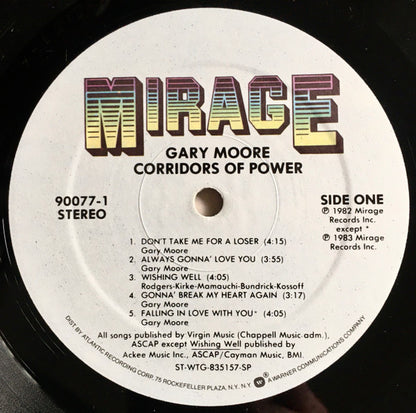 MIRAGE
GARY MOORE
CORRIDORS OF POWER
90077-1
STEREO
SIDE ONE
℗ 1982 Mirage
Records Inc.
except *
℗ 1983 Mirage
Records Inc.
1. DON'T TAKE ME FOR A LOSER (4:15)
Gary Moore
2. ALWAYS GONNA' LOVE YOU (3:55)
Gary Moore
3. WISHING WELL (4:05)
Rodgers-Kirke-Mamauchi-Bundrick-Kossoff
4. GONNA' BREAK MY HEART AGAIN (3:17)
Gary Moore
5. FALLING IN LOVE WITH YOU* (4:05)
Gary Moore
All songs published by Virgin Music (Chappell Music-adm.),
ASCAP except Wishing Well published by
Ackee Music Inc., ASCAP/Cayman Music, BMI.
ST-WTG-835157-SP
DIST. BY ATLANTIC RECORDING CORP. 75 ROCKEFELLER PLAZA, N.Y. N.Y. A WARNER COMMUNICATIONS COMPANY